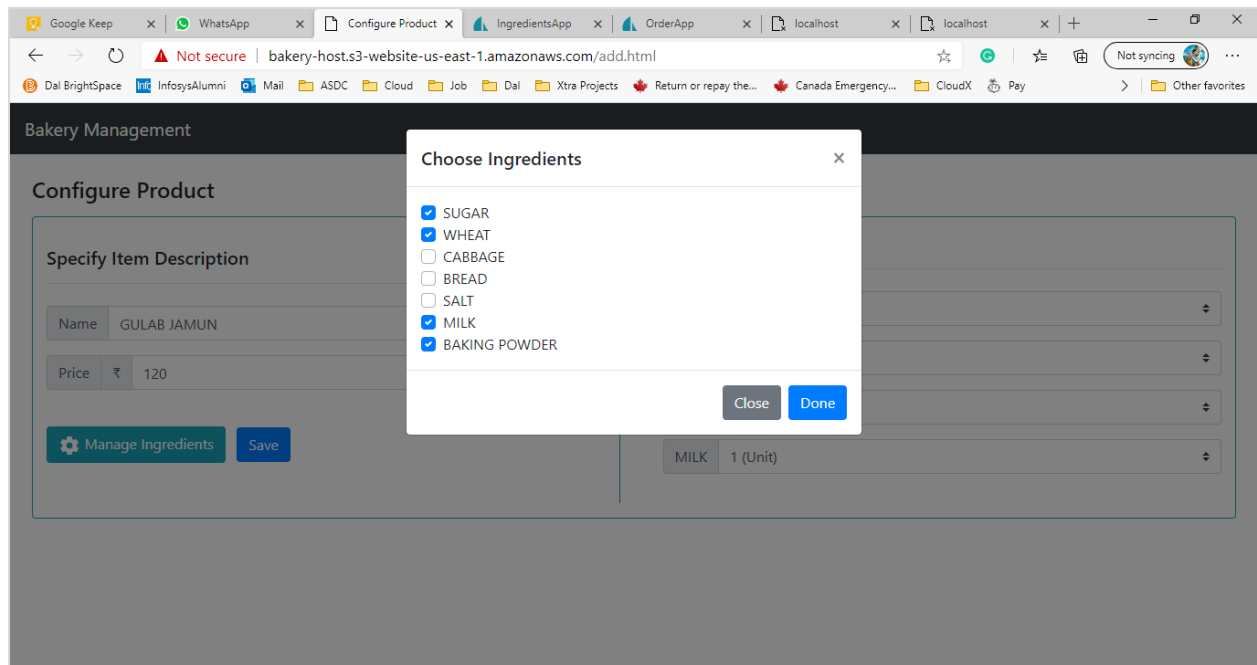 Google Keep WhatsApp Configure Product IngredientsApp OrderApp localhost localhost
Not secure bakery-host.s3-website-us-east-1.amazonaws.com/add.html Not syncing
Dal BrightSpace InfosysAlumni Mail ASDC Cloud Job Dal Xtra Projects Return or repay the... Canada Emergency... CloudX Pay Other favorites
Bakery Management
Configure Product
Specify Item Description
Name GULAB JAMUN
Price ₹ 120
Manage Ingredients Save
Choose Ingredients ×
SUGAR
WHEAT
CABBAGE
BREAD
SALT
MILK
BAKING POWDER
Close Done
MILK 1 (Unit)